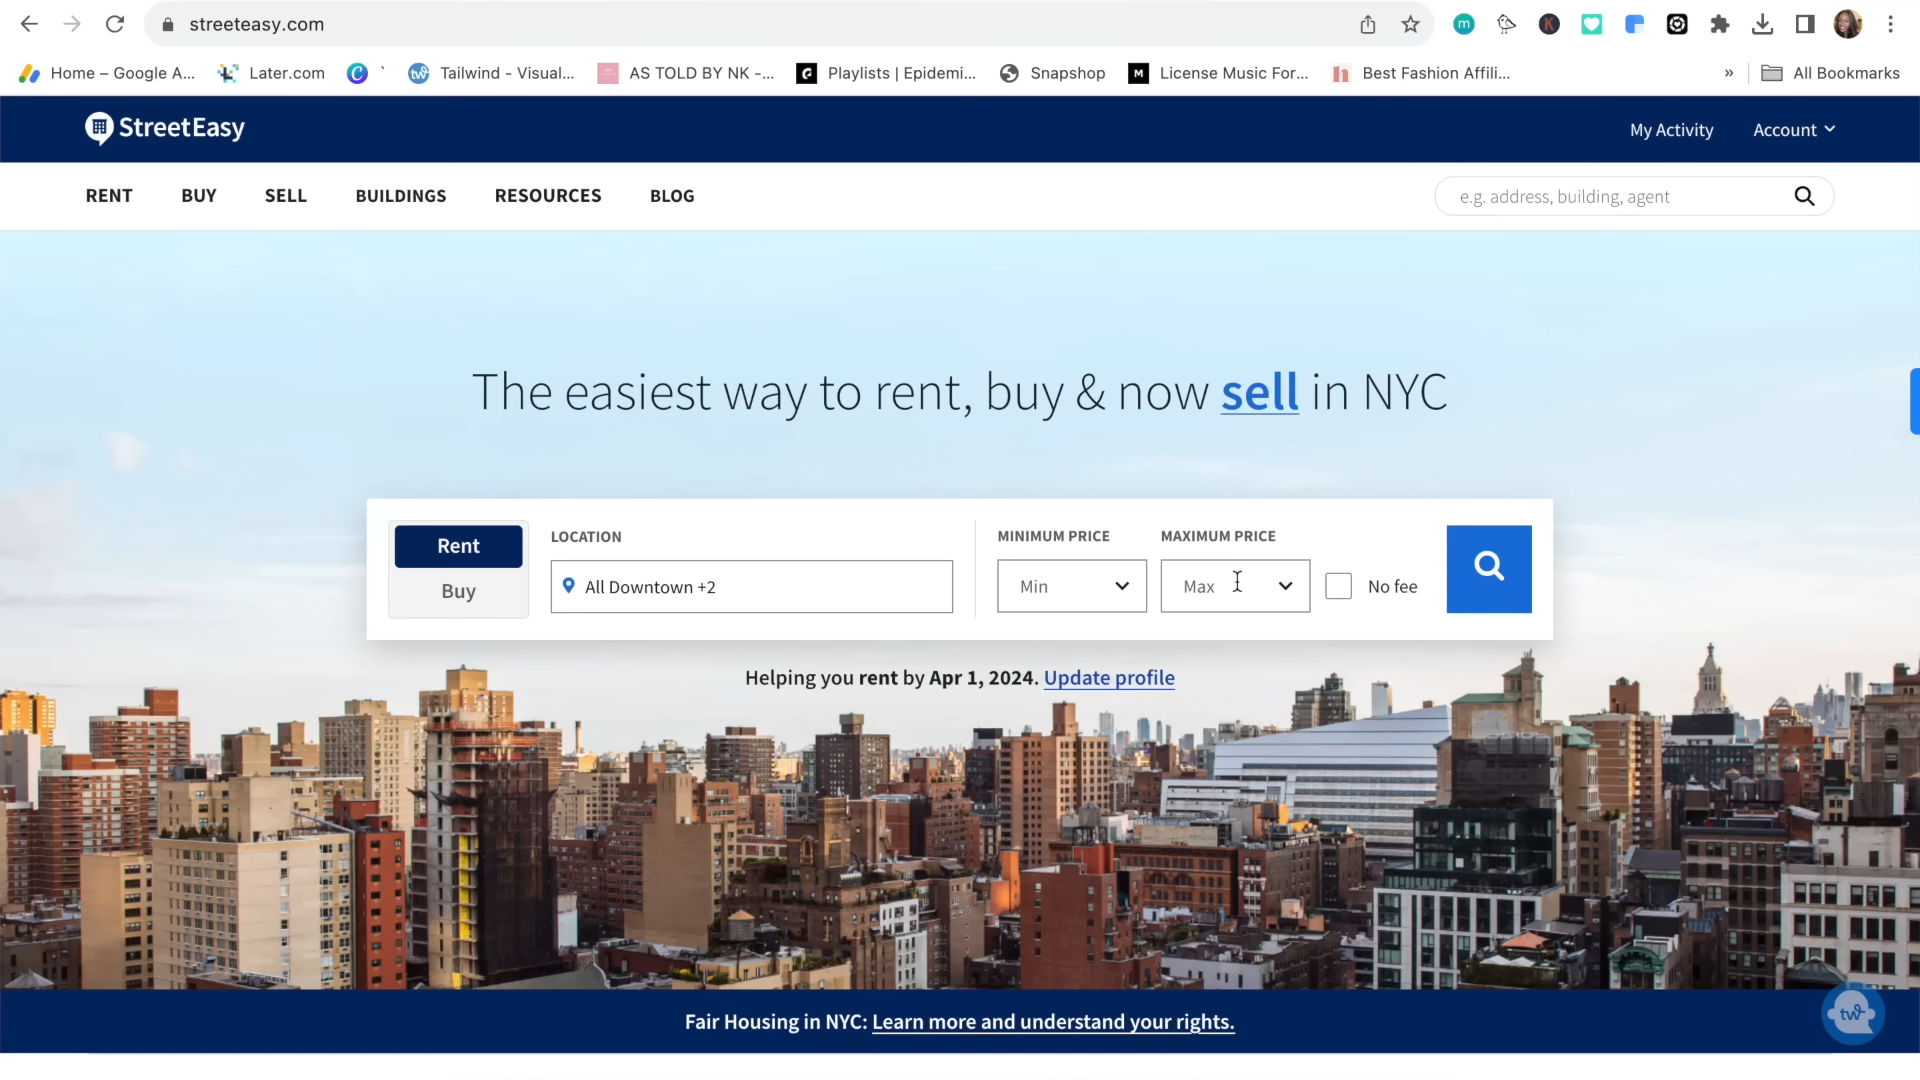 streeteasy.com
m
K
Home – Google A...
Later.com
C `
Tailwind - Visual...
AS TOLD BY NK -...
Playlists | Epidemi...
Snapshop
M License Music For...
Best Fashion Affili...
»
All Bookmarks
StreetEasy
My Activity
Account
RENT
BUY
SELL
BUILDINGS
RESOURCES
BLOG
e.g. address, building, agent
The easiest way to rent, buy & now sell in NYC
Rent
Buy
LOCATION
All Downtown +2
MINIMUM PRICE
Min
MAXIMUM PRICE
Max
No fee
Helping you rent by Apr 1, 2024. Update profile
Fair Housing in NYC: Learn more and understand your rights.
tw